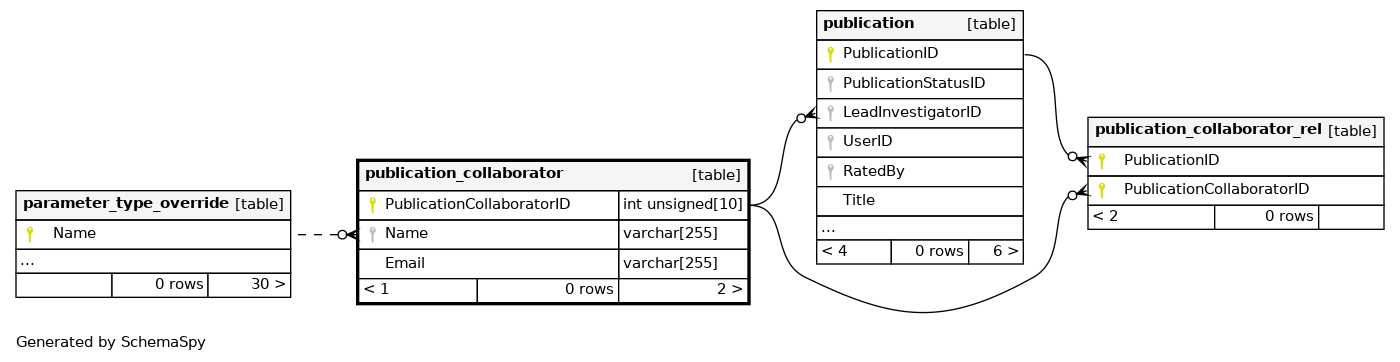 parameter_type_override [table]
Name
...
0 rows 30 >
publication_collaborator [table]
PublicationCollaboratorID int unsigned[10]
Name varchar[255]
Email varchar[255]
< 1 0 rows 2 >
publication [table]
PublicationID
PublicationStatusID
LeadInvestigatorID
UserID
RatedBy
Title
...
< 4 0 rows 6 >
publication_collaborator_rel [table]
PublicationID
PublicationCollaboratorID
< 2 0 rows
Generated by SchemaSpy